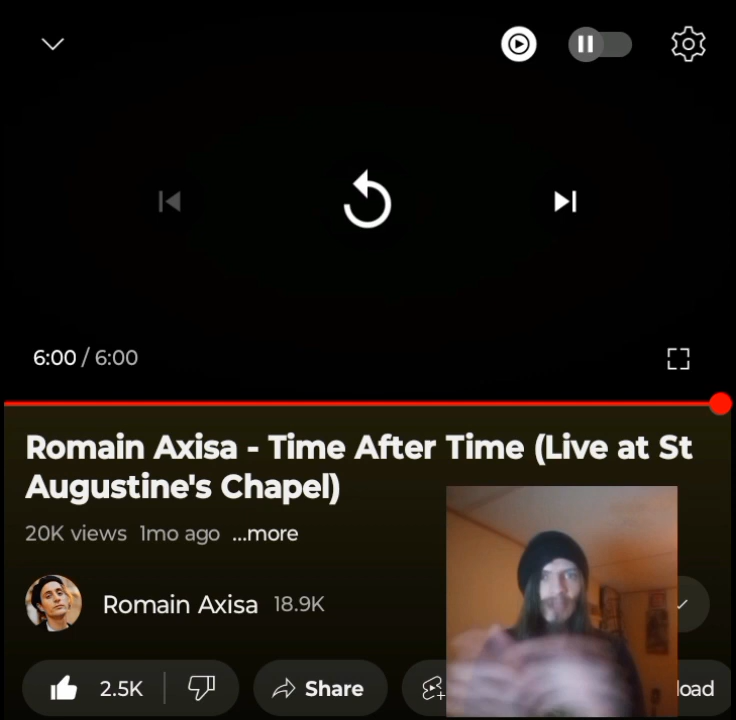 6:00 / 6:00
Romain Axisa - Time After Time (Live at St
Augustine's Chapel)
20K views 1mo ago ...more
Romain Axisa 18.9K
2.5K Share load